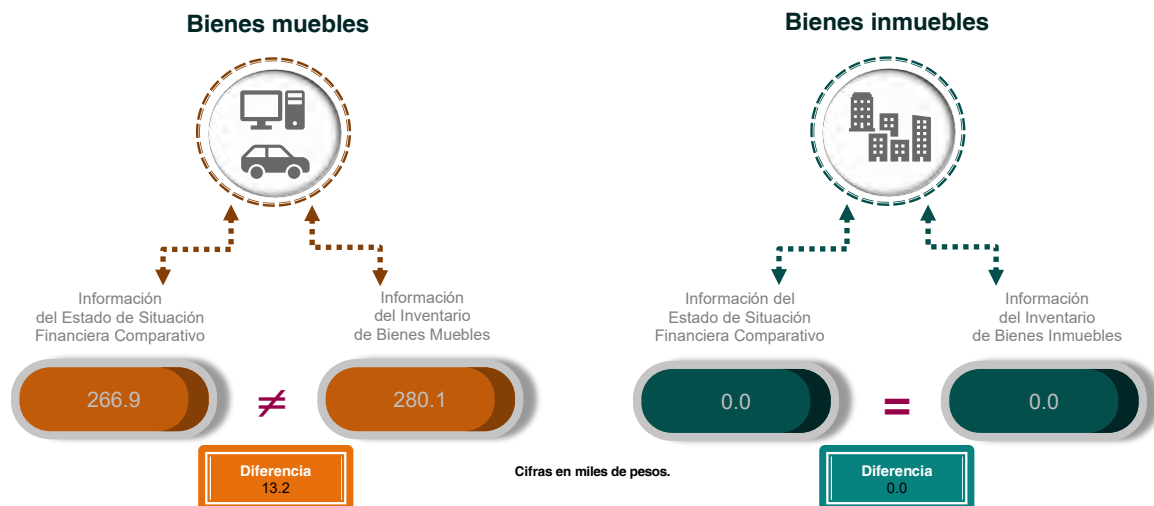 Bienes muebles
Información
del Estado de Situación
Financiera Comparativo
Información
del Inventario
de Bienes Muebles
266.9
≠
280.1
Diferencia
13.2
Cifras en miles de pesos.
Bienes inmuebles
Información del
Estado de Situación
Financiera Comparativo
Información
del Inventario
de Bienes Inmuebles
0.0
=
0.0
Diferencia
0.0